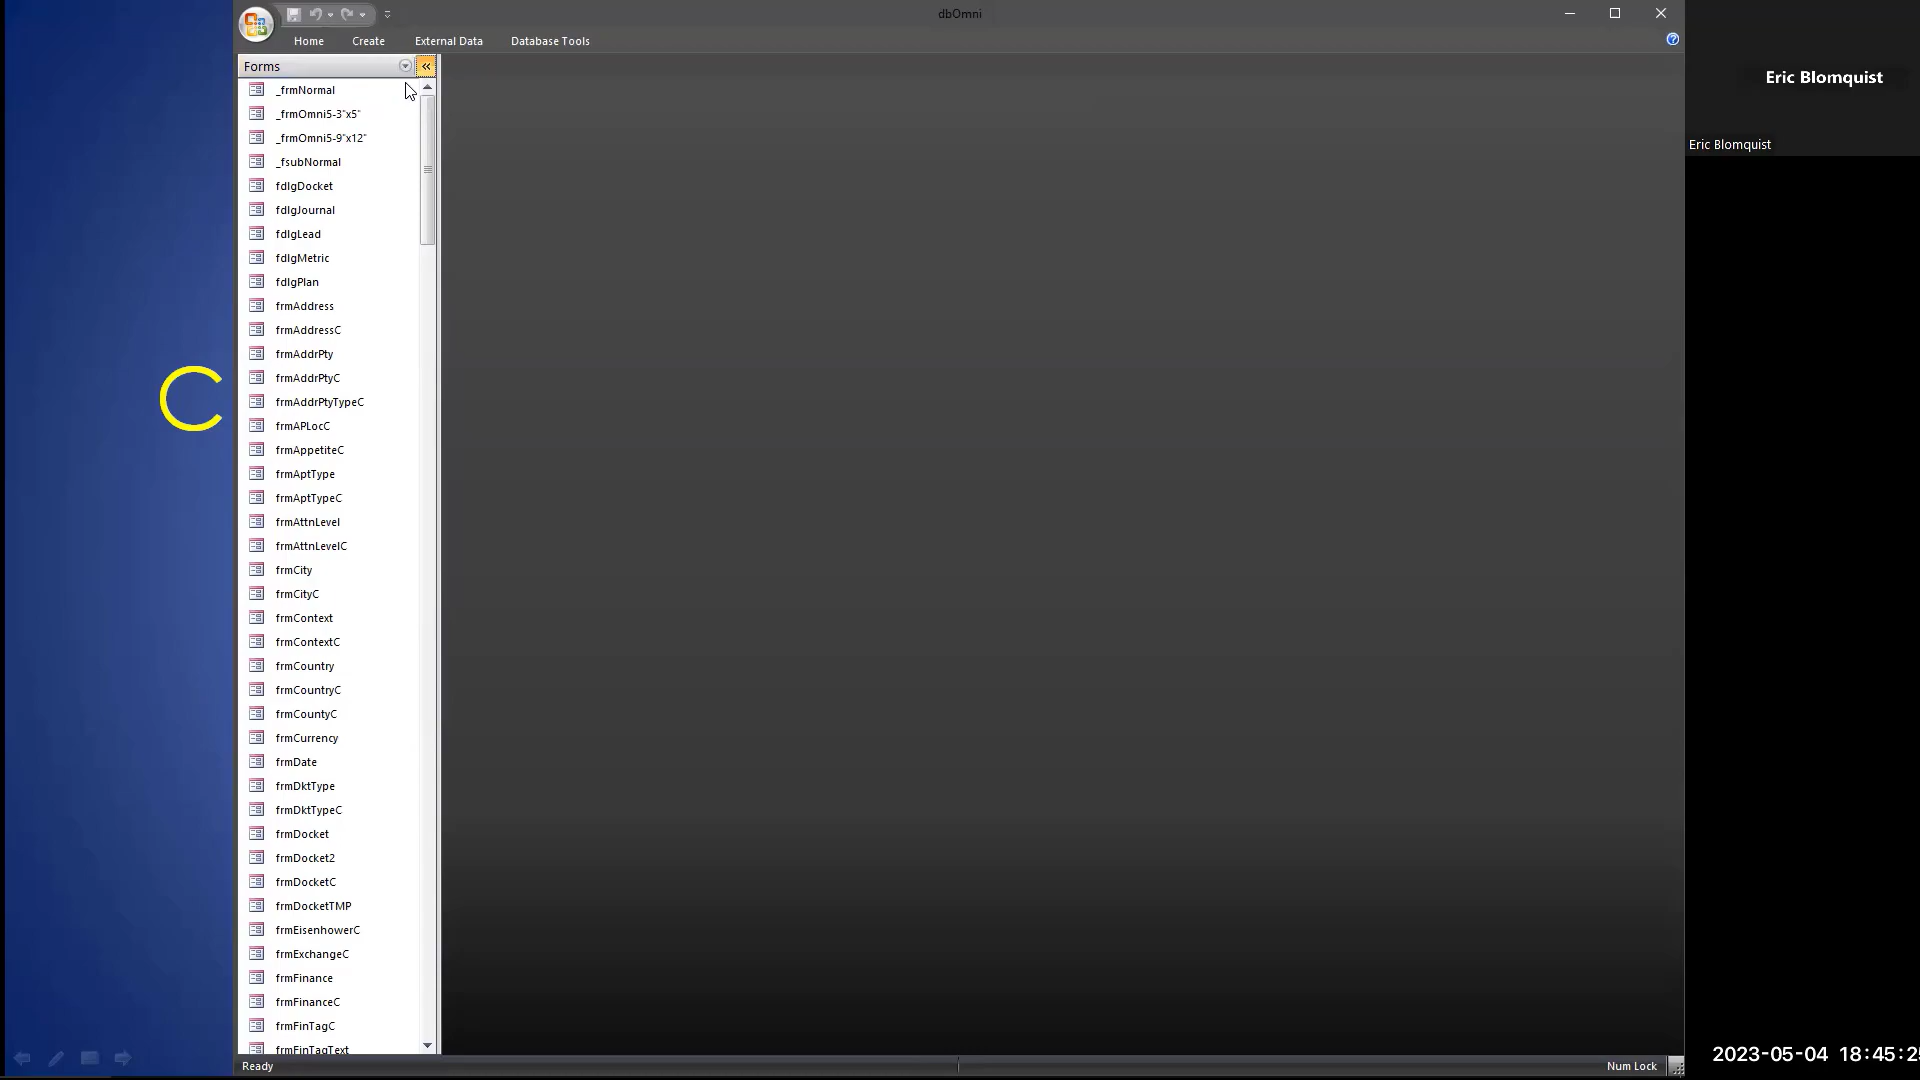 dbOmni
Home Create External Data Database Tools
Forms
_frmNormal
_frmOmni5-3"x5"
_frmOmni5-9"x12"
_fsubNormal
fdlgDocket
fdlgJournal
fdlgLead
fdlgMetric
fdlgPlan
frmAddress
frmAddressC
frmAddrPty
frmAddrPtyC
frmAddrPtyTypeC
frmAPLocC
frmAppetiteC
frmAptType
frmAptTypeC
frmAttnLevel
frmAttnLevelC
frmCity
frmCityC
frmContext
frmContextC
frmCountry
frmCountryC
frmCountyC
frmCurrency
frmDate
frmDktType
frmDktTypeC
frmDocket
frmDocket2
frmDocketC
frmDocketTMP
frmEisenhowerC
frmExchangeC
frmFinance
frmFinanceC
frmFinTagC
frmFinTagText
Ready
Num Lock
C
Eric Blomquist
Eric Blomquist
2023-05-04 18:45:25